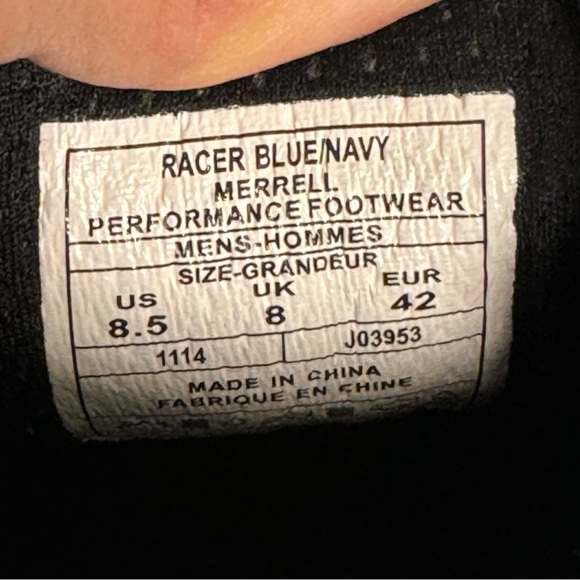 RACER BLUE/NAVY
MERRELL
PERFORMANCE FOOTWEAR
MENS-HOMMES
SIZE-GRANDEUR
US UK EUR
8.5 8 42
1114 J03953
MADE IN CHINA
FABRIQUE EN CHINE